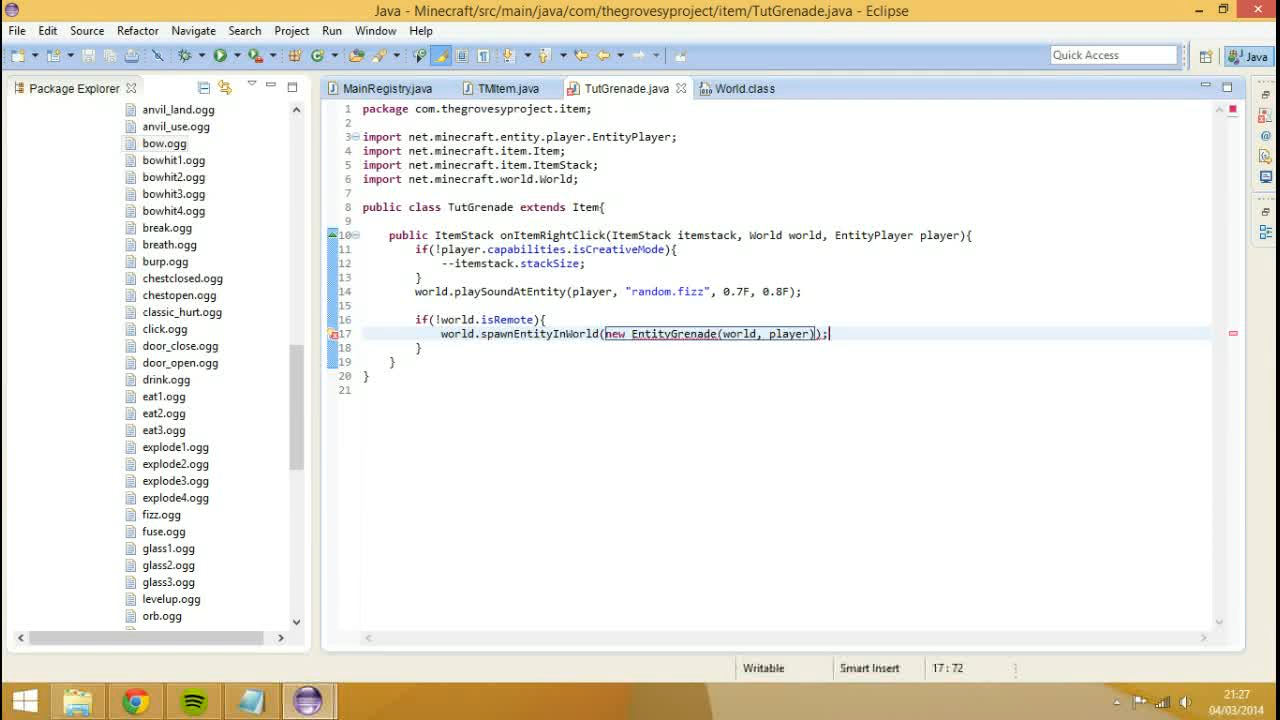 Java - Minecraft/src/main/java/com/thegrovesyproject/item/TutGrenade.java - Eclipse
File Edit Source Refactor Navigate Search Project Run Window Help
Quick Access
Java
Package Explorer
MainRegistry.java
TMItem.java
TutGrenade.java
World.class
anvil_land.ogg
anvil_use.ogg
bow.ogg
bowhit1.ogg
bowhit2.ogg
bowhit3.ogg
bowhit4.ogg
break.ogg
breath.ogg
burp.ogg
chestclosed.ogg
chestopen.ogg
classic_hurt.ogg
click.ogg
door_close.ogg
door_open.ogg
drink.ogg
eat1.ogg
eat2.ogg
eat3.ogg
explode1.ogg
explode2.ogg
explode3.ogg
explode4.ogg
fizz.ogg
fuse.ogg
glass1.ogg
glass2.ogg
glass3.ogg
levelup.ogg
orb.ogg
1 package com.thegrovesyproject.item;
2
3 import net.minecraft.entity.player.EntityPlayer;
4 import net.minecraft.item.Item;
5 import net.minecraft.item.ItemStack;
6 import net.minecraft.world.World;
7
8 public class TutGrenade extends Item{
9
10 public ItemStack onItemRightClick(ItemStack itemstack, World world, EntityPlayer player){
11 if(!player.capabilities.isCreativeMode){
12 --itemstack.stackSize;
13 }
14 world.playSoundAtEntity(player, "random.fizz", 0.7F, 0.8F);
15
16 if(!world.isRemote){
17 world.spawnEntityInWorld(new EntityGrenade(world, player));
18 }
19 }
20 }
21
Writable
Smart Insert
17 : 72
21:27
04/03/2014